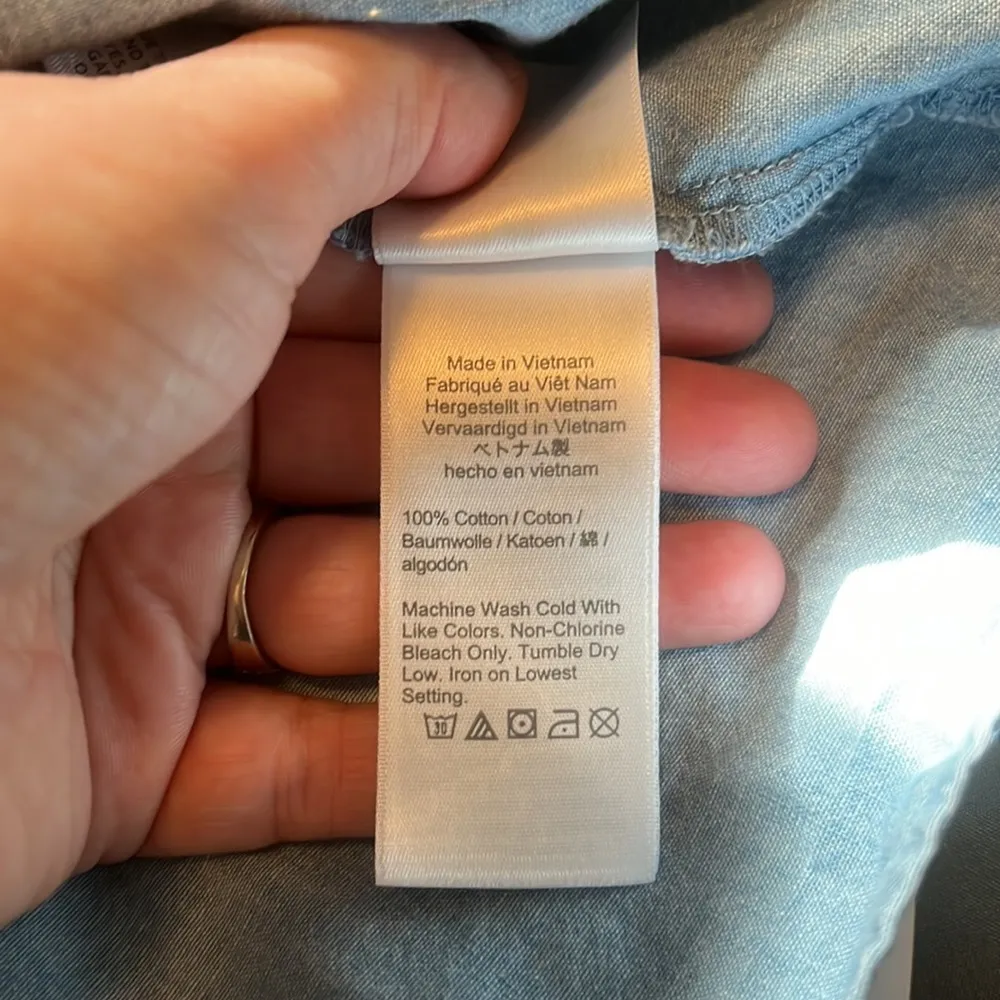 Made in Vietnam
Fabriqué au Viêt Nam
Hergestellt in Vietnam
Vervaardigd in Vietnam
ベトナム製
hecho en vietnam
100% Cotton / Coton /
Baumwolle / Katoen / 綿 /
algodón
Machine Wash Cold With
Like Colors. Non-Chlorine
Bleach Only. Tumble Dry
Low. Iron on Lowest
Setting.
30